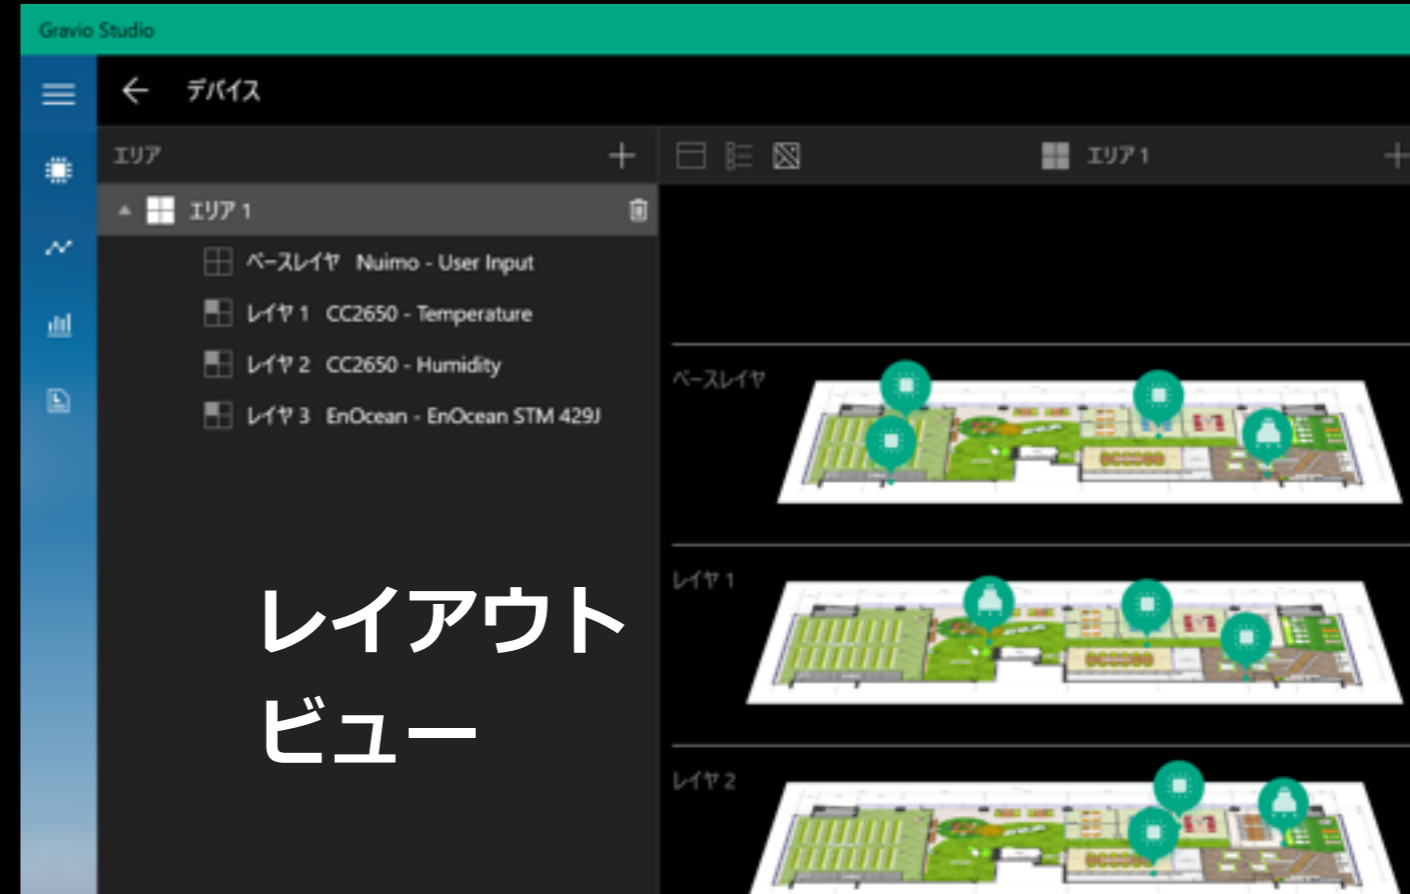 Gravio Studio
デバイス
エリア
エリア 1
エリア 1
ベースレイヤ Nuimo - User Input
レイヤ 1 CC2650 - Temperature
レイヤ 2 CC2650 - Humidity
レイヤ 3 EnOcean - EnOcean STM 429J
レイアウト
ビュー
ベースレイヤ
レイヤ 1
レイヤ 2